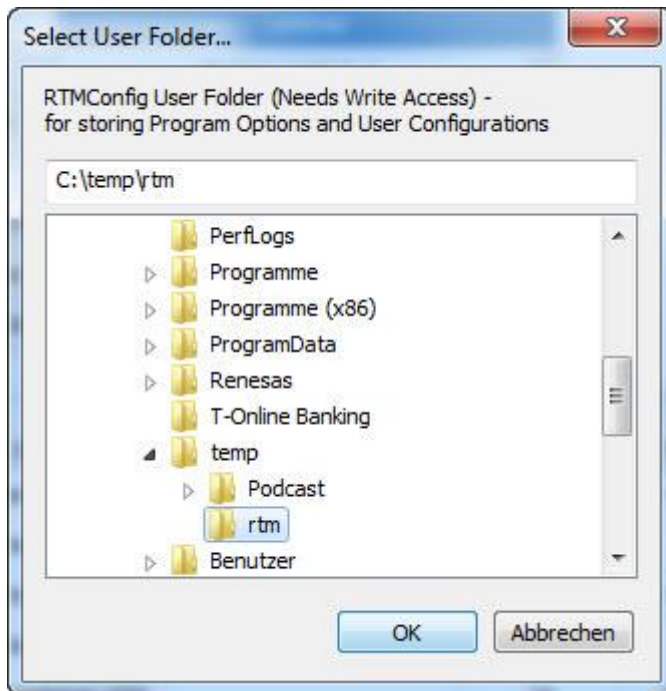 Select User Folder...
RTMConfig User Folder (Needs Write Access) -
for storing Program Options and User Configurations
C:\temp\rtm
PerfLogs
Programme
Programme (x86)
ProgramData
Renesas
T-Online Banking
temp
Podcast
rtm
Benutzer
OK
Abbrechen